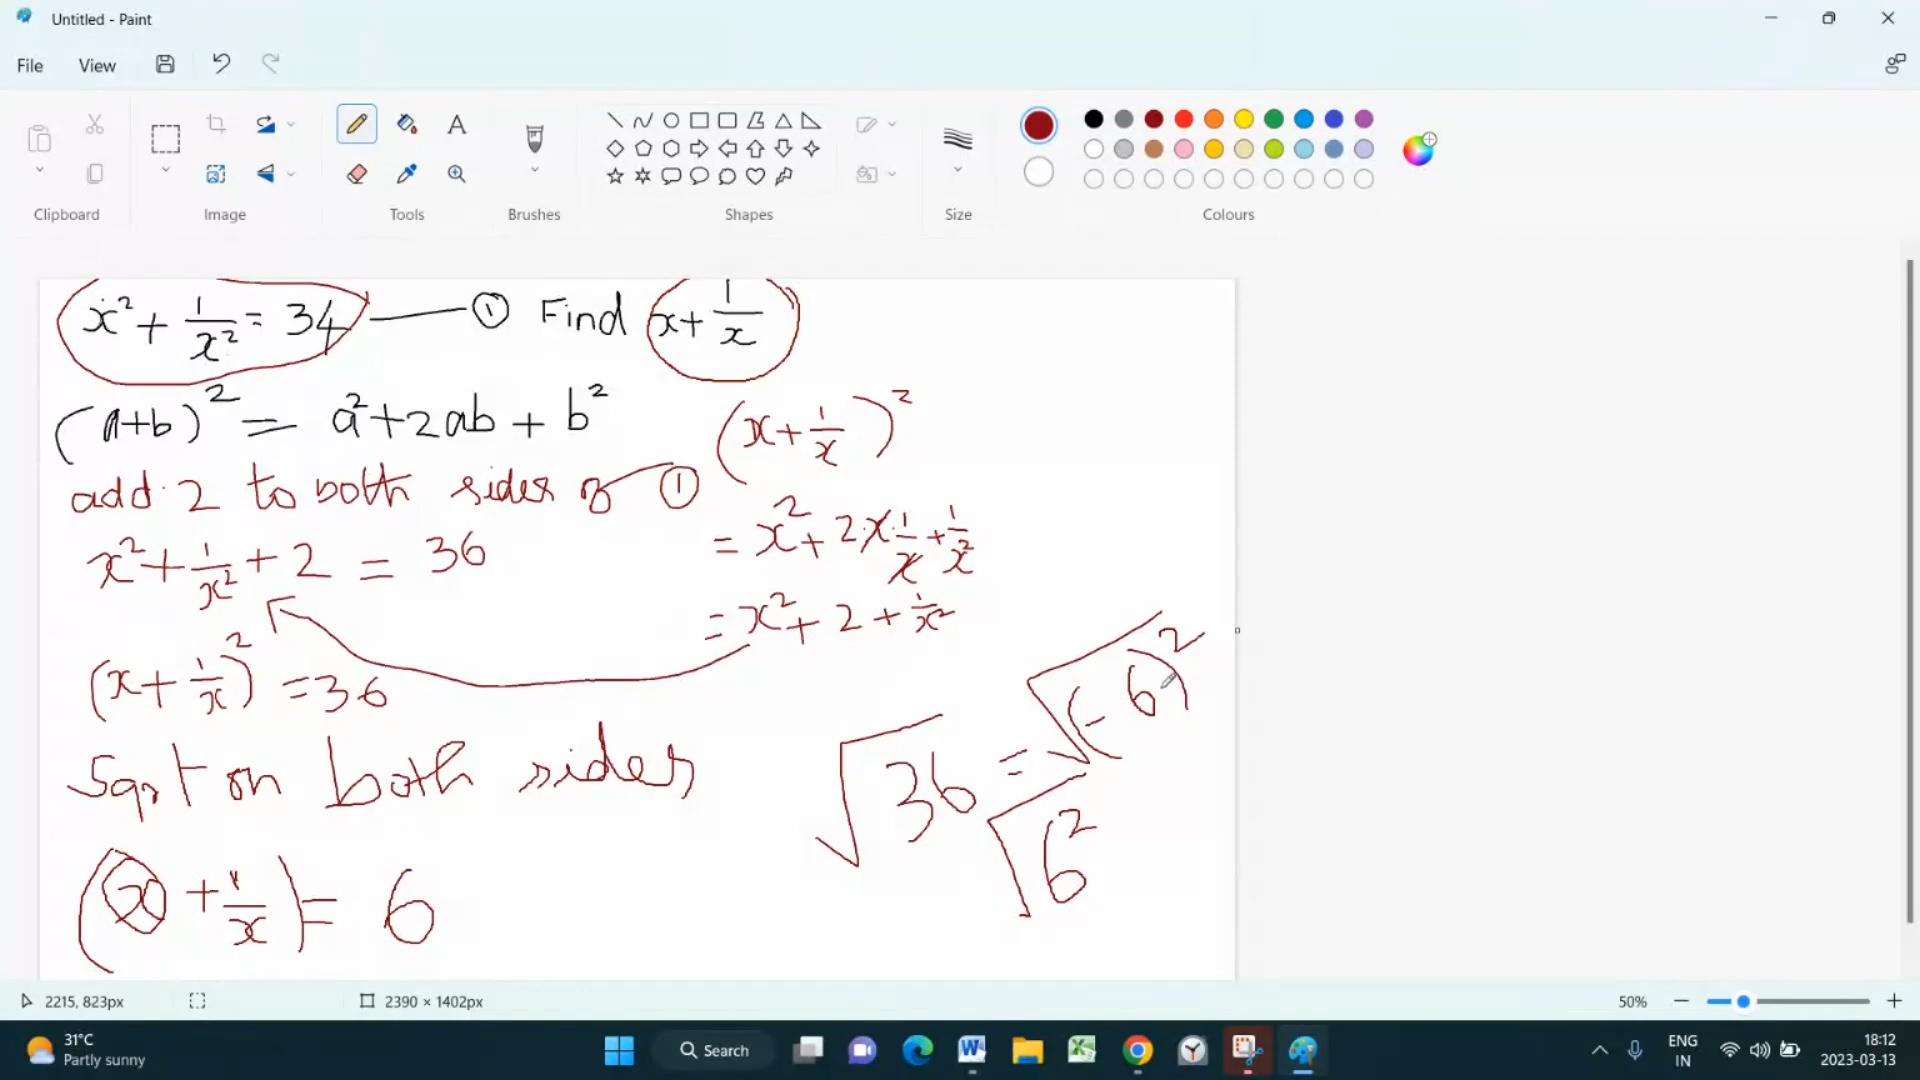 Untitled - Paint
File View
Clipboard Image Tools Brushes Shapes Size Colours
x² + 1/x² = 34 —— ① Find x + 1/x
(a+b)² = a² + 2ab + b²
(x + 1/x)²
add 2 to both sides of ①
= x² + 2·x·1/x + 1/x²
x² + 1/x² + 2 = 36
= x² + 2 + 1/x²
(x + 1/x)² = 36
Sqrt on both sides
√36 = √(-6)²
√6²
(x + 1/x) = 6
2215, 823px 2390 × 1402px 50%
31°C
Partly sunny
Search
ENG
IN
18:12
2023-03-13